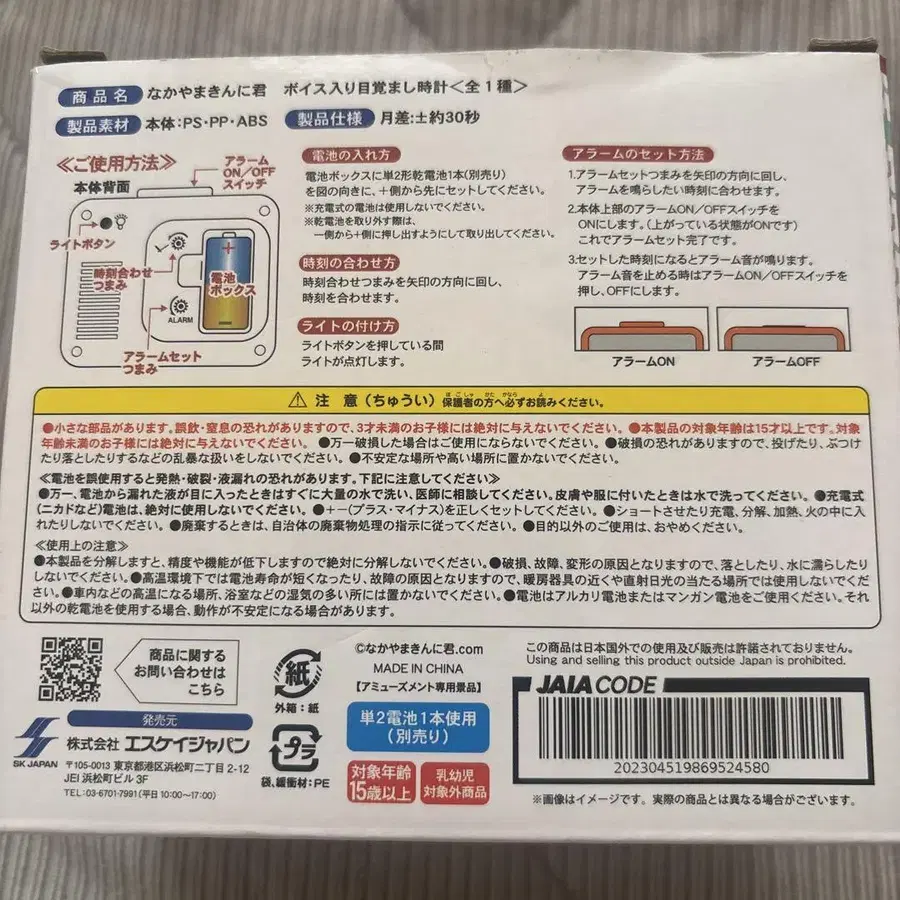 商品名 なかやまきんに君 ボイス入り目覚まし時計<全1種>
製品素材 本体:PS・PP・ABS 製品仕様 月差:±約30秒
≪ご使用方法≫
本体背面
アラーム
ON/OFF
スイッチ
ライトボタン
時刻合わせ
つまみ
電池
ボックス
ALARM
アラームセット
つまみ
電池の入れ方
電池ボックスに単2形乾電池1本(別売り)
を図の向きに、+側から先にセットしてください。
※充電式の電池は使用しないでください。
※乾電池を取り外す際は、
一側から+側に押し出すようにして取り出してください。
時刻の合わせ方
時刻合わせつまみを矢印の方向に回し、
時刻を合わせます。
ライトの付け方
ライトボタンを押している間
ライトが点灯します。
アラームのセット方法
1.アラームセットつまみを矢印の方向に回し、
アラームを鳴らしたい時刻に合わせます。
2.本体上部のアラームON/OFFスイッチを
ONにします。(上がっている状態がONです)
これでアラームセット完了です。
3.セットした時刻になるとアラーム音が鳴ります。
アラーム音を止める時はアラームON/OFFスイッチを
押し、OFFにします。
アラームON アラームOFF
⚠ 注意(ちゅうい) 保護者の方へ必ずお読みください。
●小さな部品があります。誤飲・窒息の恐れがありますので、3才未満のお子様には絶対に与えないでください。●本製品の対象年齢は15才以上です。対象
年齢未満のお子様には絶対に与えないでください。●万一破損した場合はご使用にならないでください。●破損の恐れがありますので、投げたり、ぶつけ
たり落としたりするなどの乱暴な扱いをしないでください。●不安定な場所や高い場所に置かないでください。
≪電池を誤使用すると発熱・破裂・液漏れの恐れがあります。下記に注意してください≫
●万一、電池から漏れた液が目に入ったときはすぐに大量の水で洗い、医師に相談してください。皮膚や服に付いたときは水で洗ってください。●充電式
(ニカドなど)電池は、絶対に使用しないでください。●+−(プラス・マイナス)を正しくセットしてください。●ショートさせたり充電、分解、加熱、火の中に入
れたりしないでください。●廃棄するときは、自治体の廃棄物処理の指示に従ってください。●目的以外のご使用は、おやめください。
≪使用上の注意≫
●本製品を分解しますと、精度や機能が低下しますので絶対に分解しないでください。●破損、故障、変形の原因となりますので、落としたり、水に濡らしたり
しないでください。●高温環境下では電池寿命が短くなったり、故障の原因となりますので、暖房器具の近くや直射日光の当たる場所では使用しないでくだ
さい。●車内などの高温になる場所、浴室などの湿気の多い所には置かないでください。●電池はアルカリ電池またはマンガン電池をご使用ください。それ
以外の乾電池を使用する場合、動作が不安定になる場合があります。
商品に関する
お問い合わせは
こちら
発売元
SK JAPAN
株式会社 エスケイジャパン
〒105-0013 東京都港区浜松町二丁目2-12
JEI 浜松町ビル 3F
TEL:03-6701-7991(平日 10:00〜17:00)
紙
外箱:紙
プラ
袋、緩衝材:PE
©なかやまきんに君.com
MADE IN CHINA
【アミューズメント専用景品】
単2電池1本使用
(別売り)
対象年齢
15歳以上
乳幼児
対象外商品
この商品は日本国外での使用及び販売は許諾されておりません。
Using and selling this product outside Japan is prohibited.
JAIA CODE
202304519869524580
※画像はイメージです。実際の商品とは異なる場合がございます。